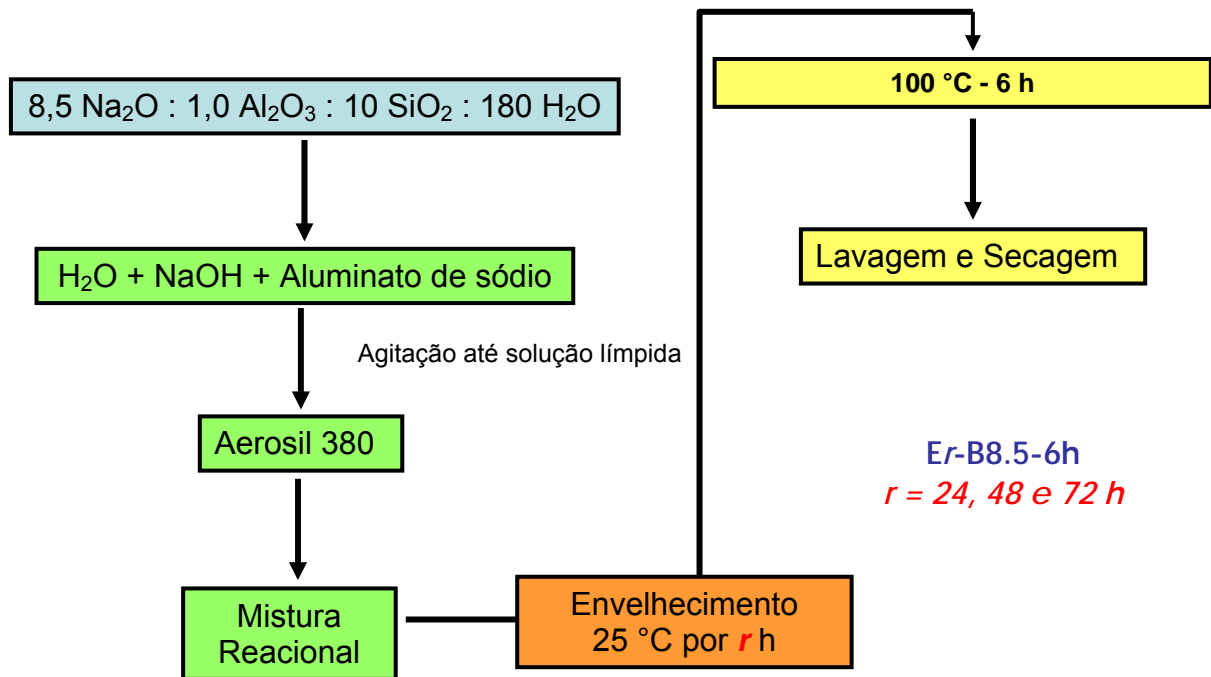 8,5 Na₂O : 1,0 Al₂O₃ : 10 SiO₂ : 180 H₂O
H₂O + NaOH + Aluminato de sódio
Agitação até solução límpida
Aerosil 380
Mistura
Reacional
Envelhecimento
25 °C por r h
100 °C - 6 h
Lavagem e Secagem
Er-B8.5-6h
r = 24, 48 e 72 h